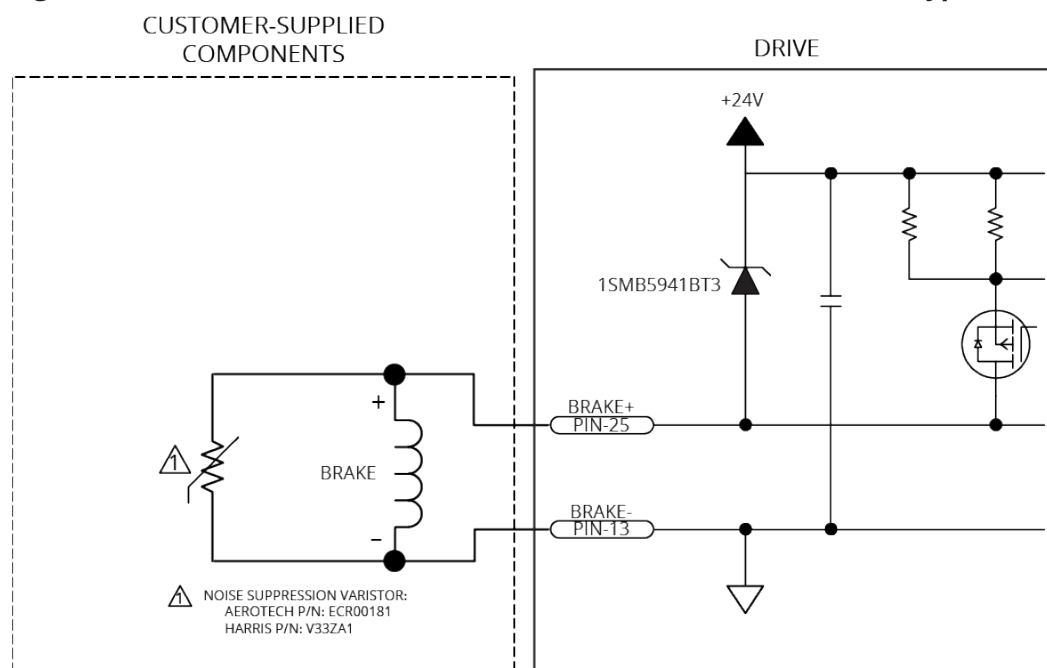 CUSTOMER-SUPPLIED
COMPONENTS
DRIVE
+24V
1SMB5941BT3
BRAKE+
PIN-25
+
1
BRAKE
BRAKE-
PIN-13
−
1 NOISE SUPPRESSION VARISTOR:
AEROTECH P/N: ECR00181
HARRIS P/N: V33ZA1